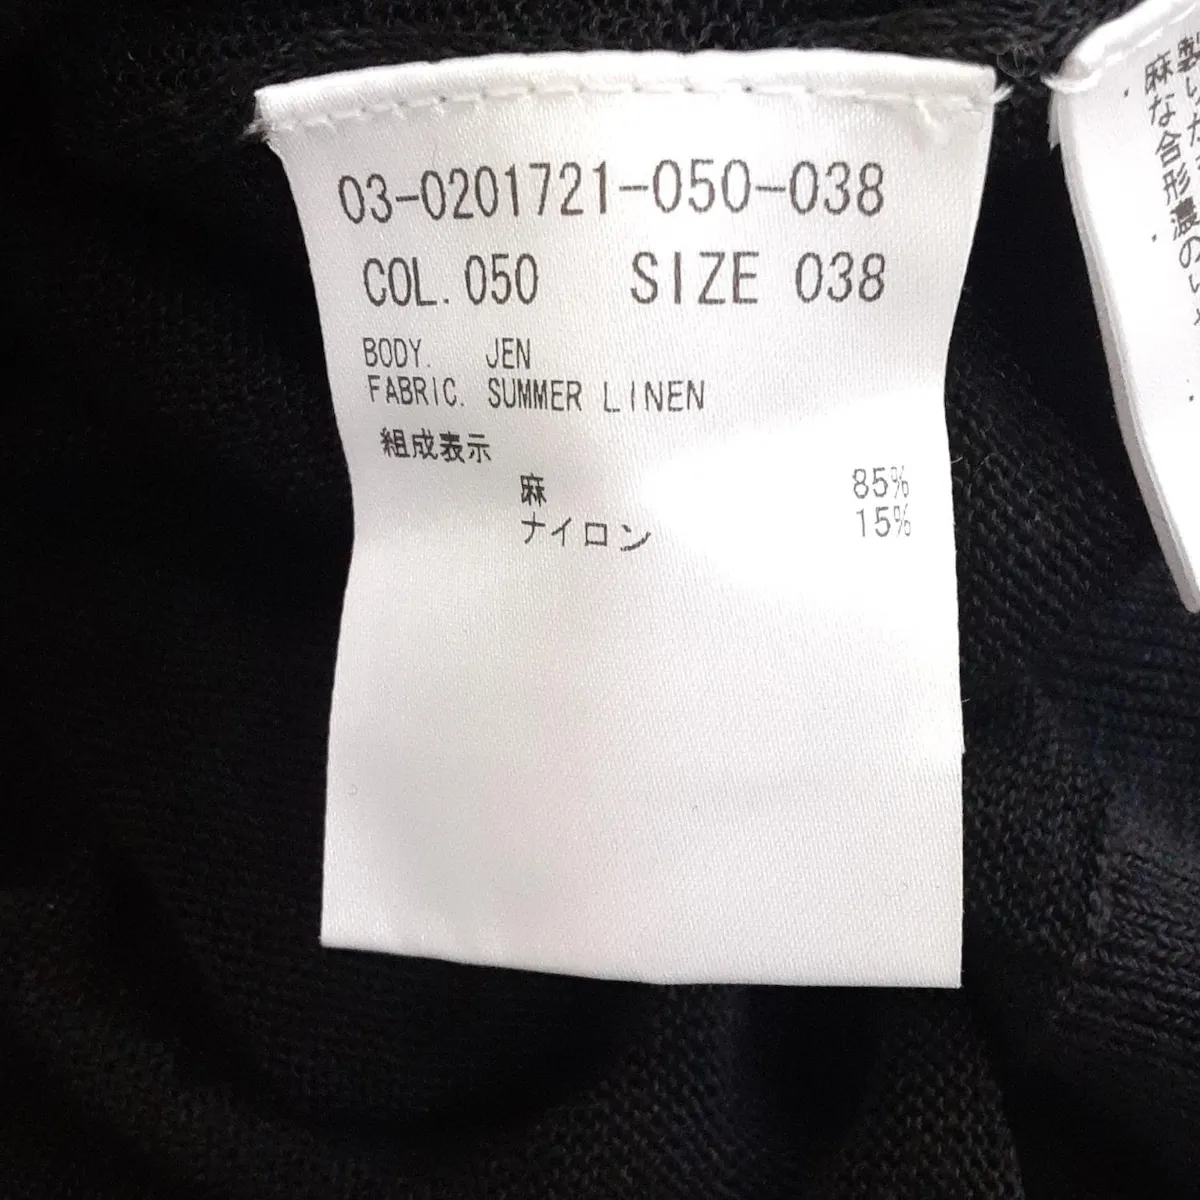 03-0201721-050-038
COL. 050 SIZE 038
BODY. JEN
FABRIC. SUMMER LINEN
組成表示
麻 85%
ナイロン 15%